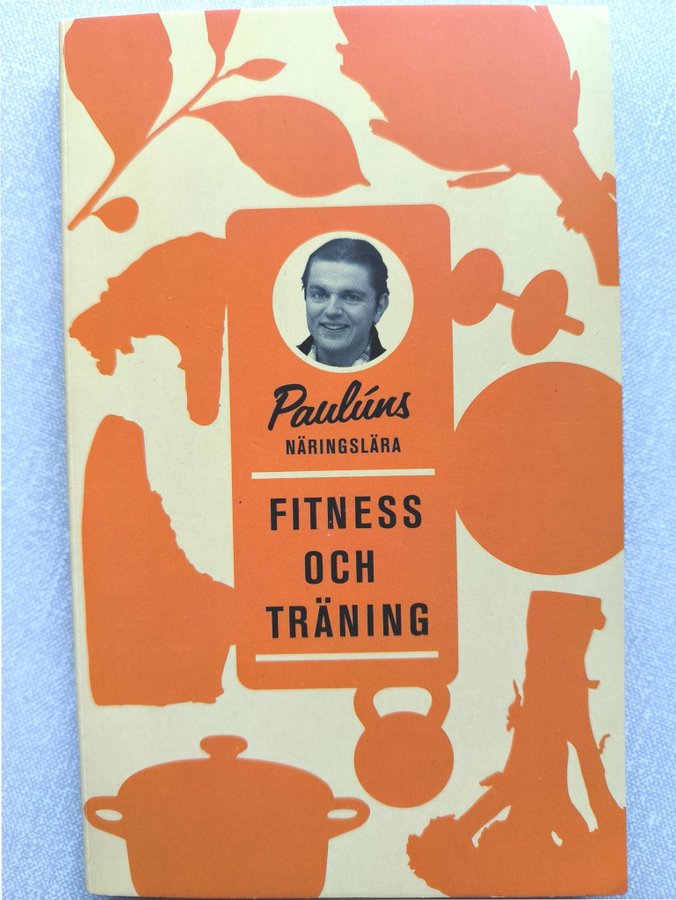 Paulúns
NÄRINGSLÄRA
FITNESS
OCH
TRÄNING